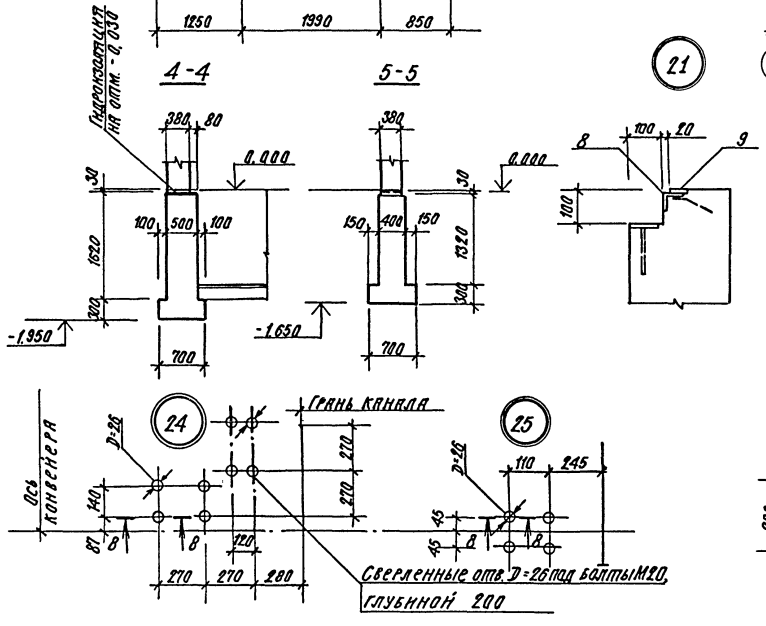 1250 1990 850
ГИДРОИЗОЛЯЦИЯ
НА ОТМ. - 0,030
4-4
5-5
21
380 80
380
100 20
8
9
0.000
0.000
30
30
100
100 500 100
150 400 150
1620
1320
300
300
-1.950
-1.650
700
700
24
ГРАНЬ КАНАЛА
25
ОСЬ
КОНВЕЙЕРА
D=26
D=26
110 245
270
270
140
87
45
45
8 8
8 8
120
270 270 280
СВЕРЛЕННЫЕ ОТВ. D=26 ПОД БОЛТЫ М20,
ГЛУБИНОЙ 200